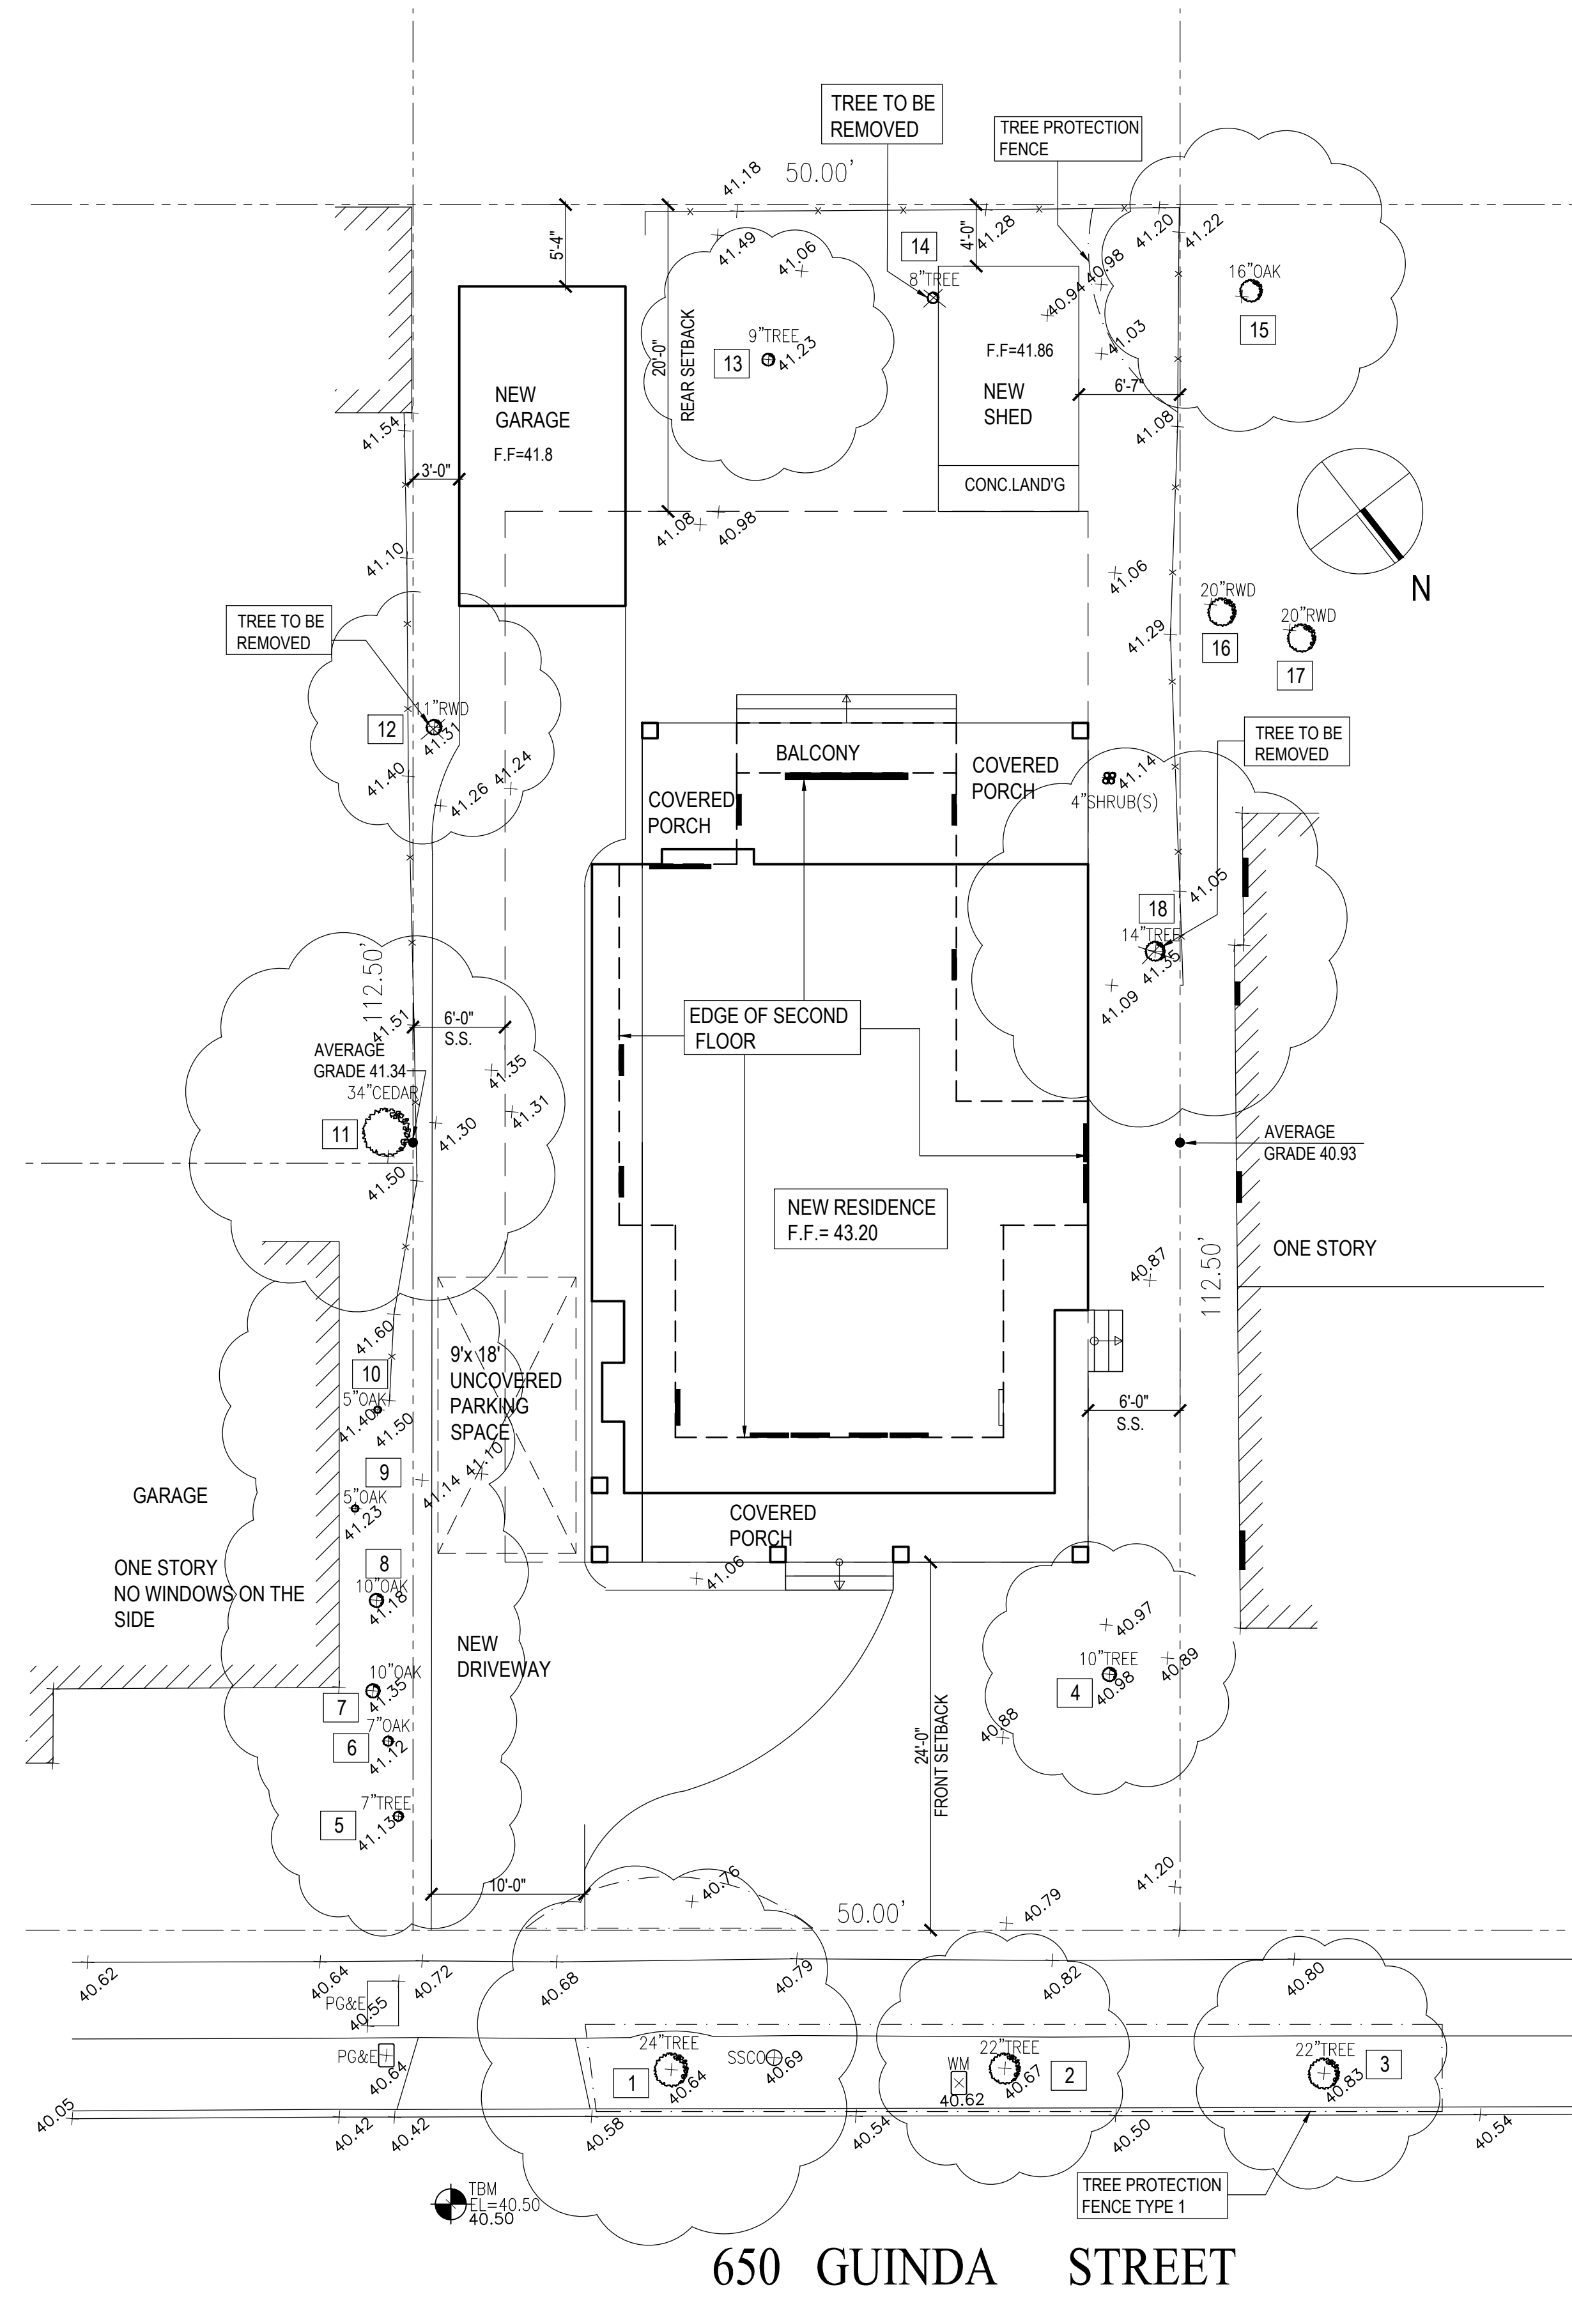 TREE TO BE
REMOVED
TREE PROTECTION
FENCE
50.00'
41.18
41.49
41.06
14
4'-0"
41.28
41.20
41.22
5'-4"
8"TREE
40.98
40.94
16"OAK
15
20'-0"
REAR SETBACK
9"TREE
13
41.23
F.F=41.86
41.03
NEW
GARAGE
F.F=41.8
NEW
SHED
6'-7"
41.54
41.08
3'-0"
CONC.LAND'G
41.08
40.98
N
41.10
41.06
20"RWD
16
20"RWD
17
41.29
TREE TO BE
REMOVED
11"RWD
12
41.31
TREE TO BE
REMOVED
BALCONY
COVERED
PORCH
COVERED
PORCH
41.40
41.26
41.24
41.14
4"SHRUB(S)
41.05
18
14"TREE
41.35
41.09
112.50'
41.51
6'-0"
S.S.
EDGE OF SECOND
FLOOR
AVERAGE
GRADE 41.34
34"CEDAR
11
41.35
41.31
41.30
41.50
AVERAGE
GRADE 40.93
NEW RESIDENCE
F.F.= 43.20
40.87
112.50'
ONE STORY
41.60
10
5"OAK
41.40
41.50
9'x 18'
UNCOVERED
PARKING
SPACE
6'-0"
S.S.
9
5"OAK
41.23
41.14
41.10
GARAGE
COVERED
PORCH
ONE STORY
NO WINDOWS ON THE
SIDE
8
10"OAK
41.18
41.06
40.97
NEW
DRIVEWAY
10"TREE
4
40.98
40.89
10"OAK
7
41.35
7"OAK
6
41.12
40.88
24'-0"
FRONT SETBACK
7"TREE
5
41.13
10'-0"
40.76
50.00'
40.79
41.20
40.62
40.64
40.72
40.68
40.79
40.82
40.80
PG&E
40.55
PG&E
40.64
24"TREE
1
40.64
SSCO
40.69
WM
40.62
22"TREE
40.67
2
22"TREE
40.83
3
40.05
40.42
40.42
40.58
40.54
40.50
40.54
TBM
EL=40.50
40.50
TREE PROTECTION
FENCE TYPE 1
650 GUINDA STREET